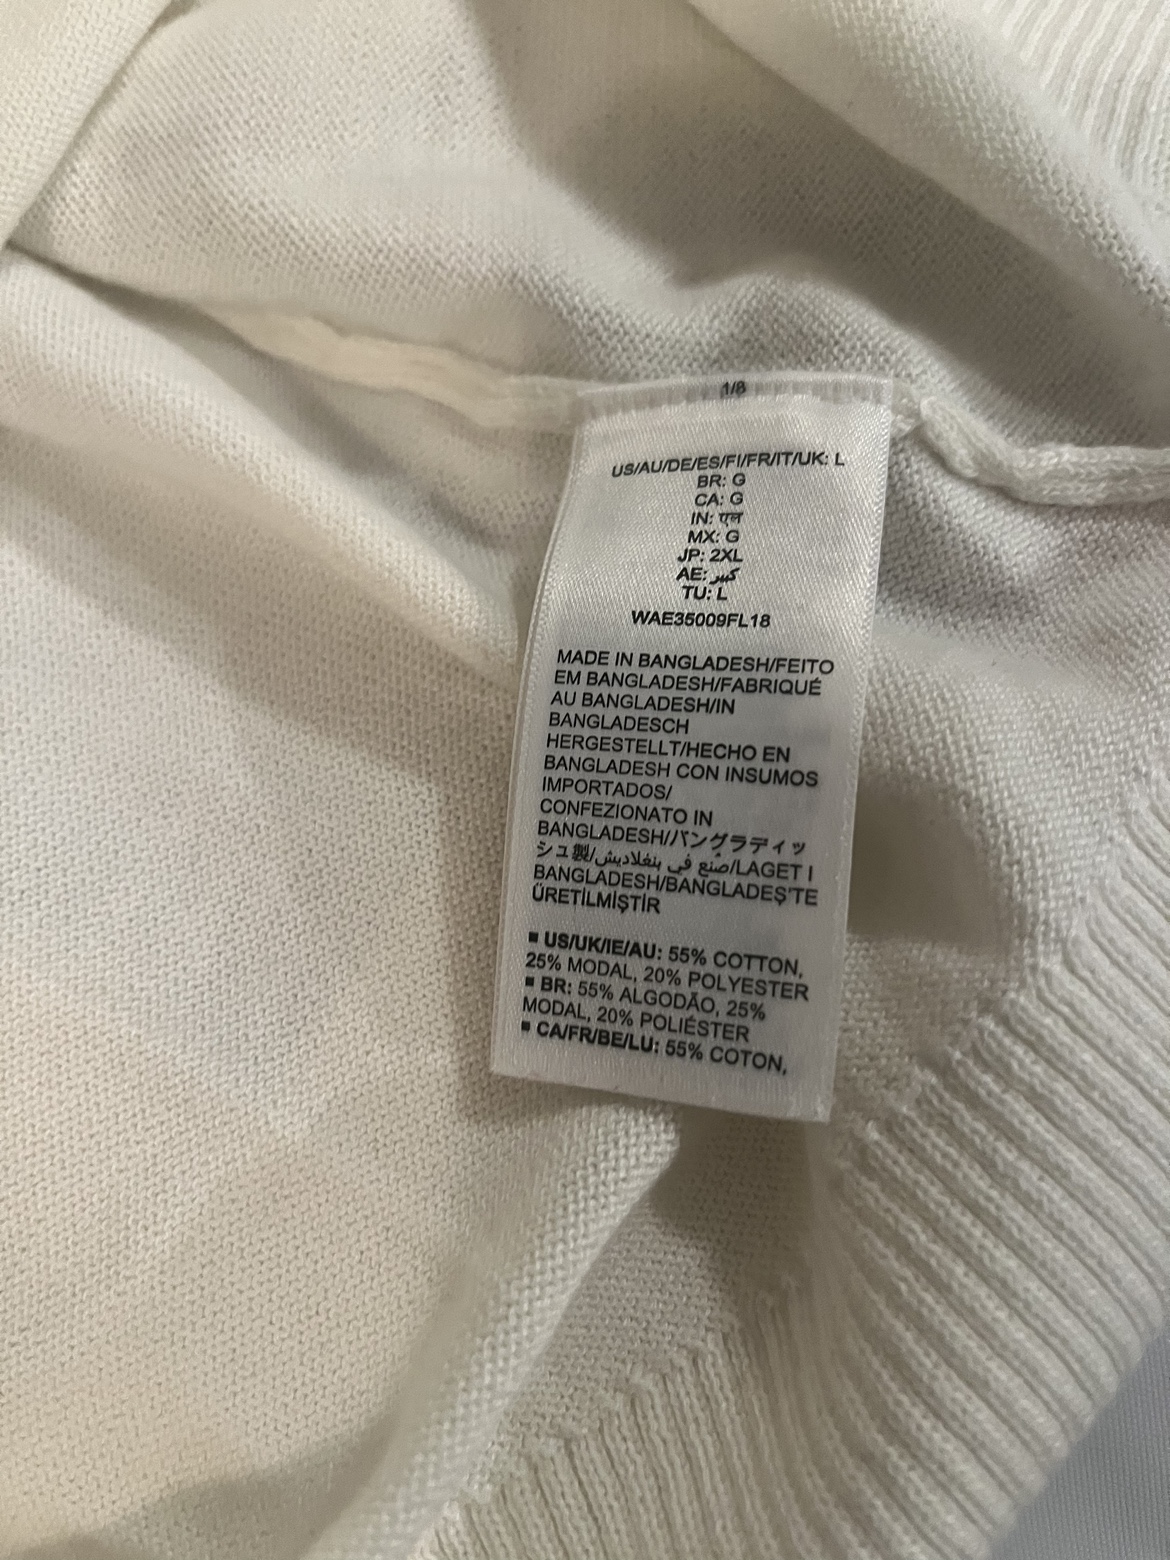 1/8
US/AU/DE/ES/FI/FR/IT/UK: L
BR: G
CA: G
IN: एल
MX: G
JP: 2XL
AE: كبير
TU: L
WAE35009FL18
MADE IN BANGLADESH/FEITO
EM BANGLADESH/FABRIQUÉ
AU BANGLADESH/IN
BANGLADESCH
HERGESTELLT/HECHO EN
BANGLADESH CON INSUMOS
IMPORTADOS/
CONFEZIONATO IN
BANGLADESH/バングラディッ
シュ製/صُنع في بنغلاديش/LAGET I
BANGLADESH/BANGLADEŞ'TE
ÜRETİLMİŞTİR
▪ US/UK/IE/AU: 55% COTTON,
25% MODAL, 20% POLYESTER
▪ BR: 55% ALGODÃO, 25%
MODAL, 20% POLIÉSTER
▪ CA/FR/BE/LU: 55% COTON,